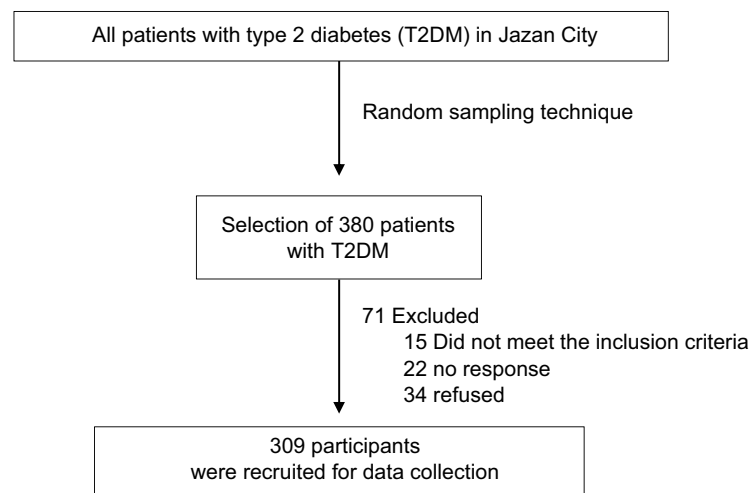 All patients with type 2 diabetes (T2DM) in Jazan City
Random sampling technique
Selection of 380 patients
with T2DM
71 Excluded
15 Did not meet the inclusion criteria
22 no response
34 refused
309 participants
were recruited for data collection